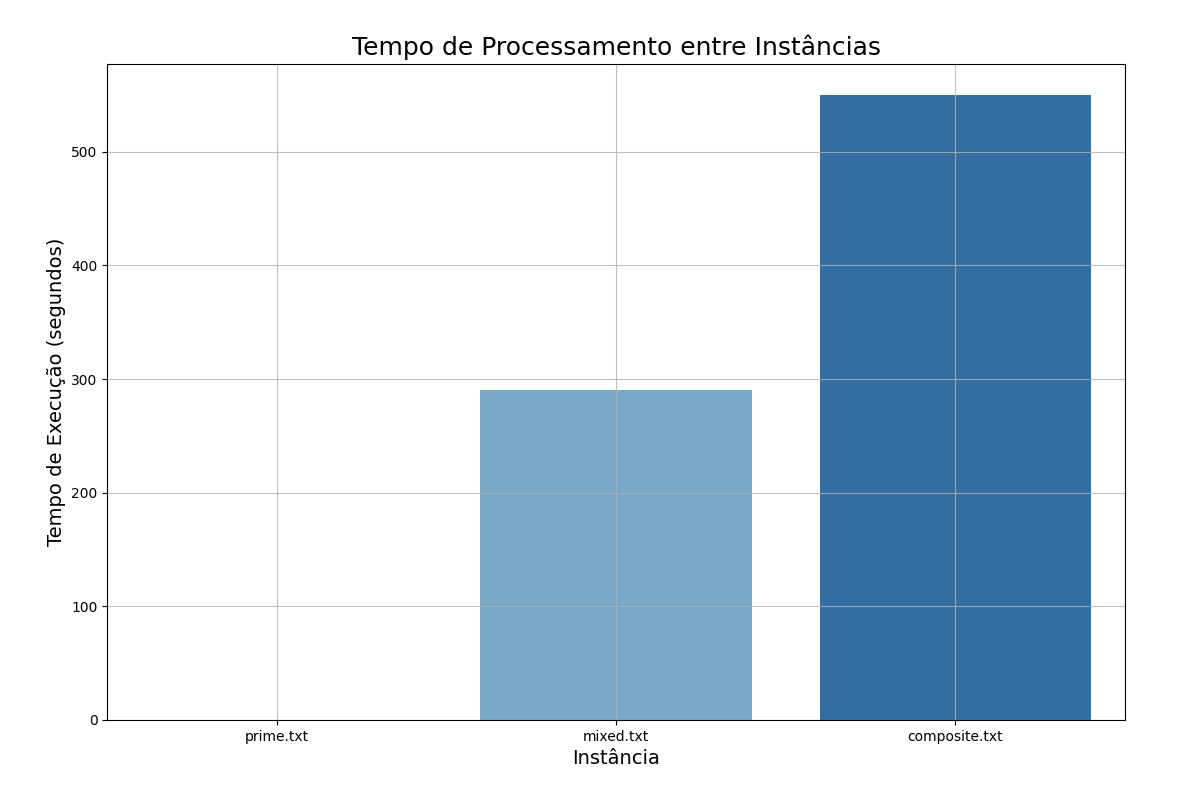 Tempo de Processamento entre Instâncias
Tempo de Execução (segundos)
500
400
300
200
100
0
prime.txt mixed.txt composite.txt
Instância